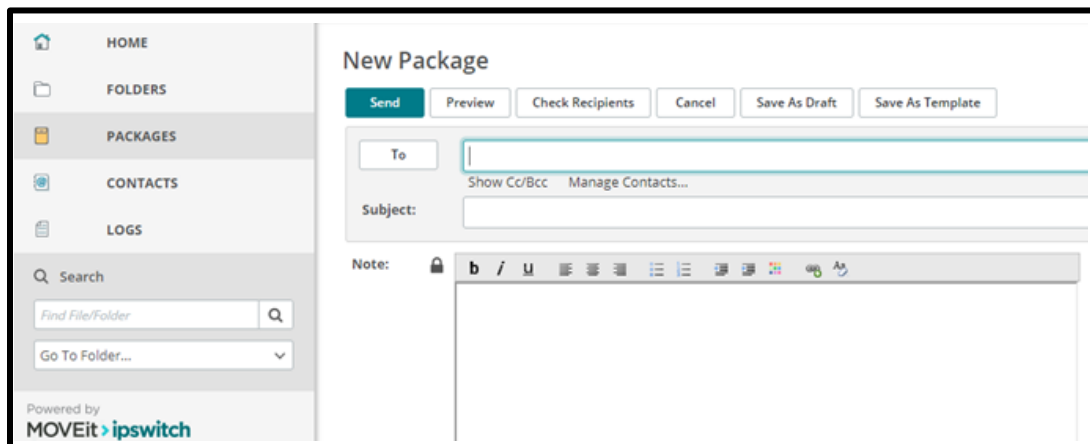 HOME
FOLDERS
PACKAGES
CONTACTS
LOGS
Search
Find File/Folder
Go To Folder...
Powered by
MOVEit ipswitch
New Package
Send Preview Check Recipients Cancel Save As Draft Save As Template
To
Show Cc/Bcc Manage Contacts...
Subject:
Note:
b i u